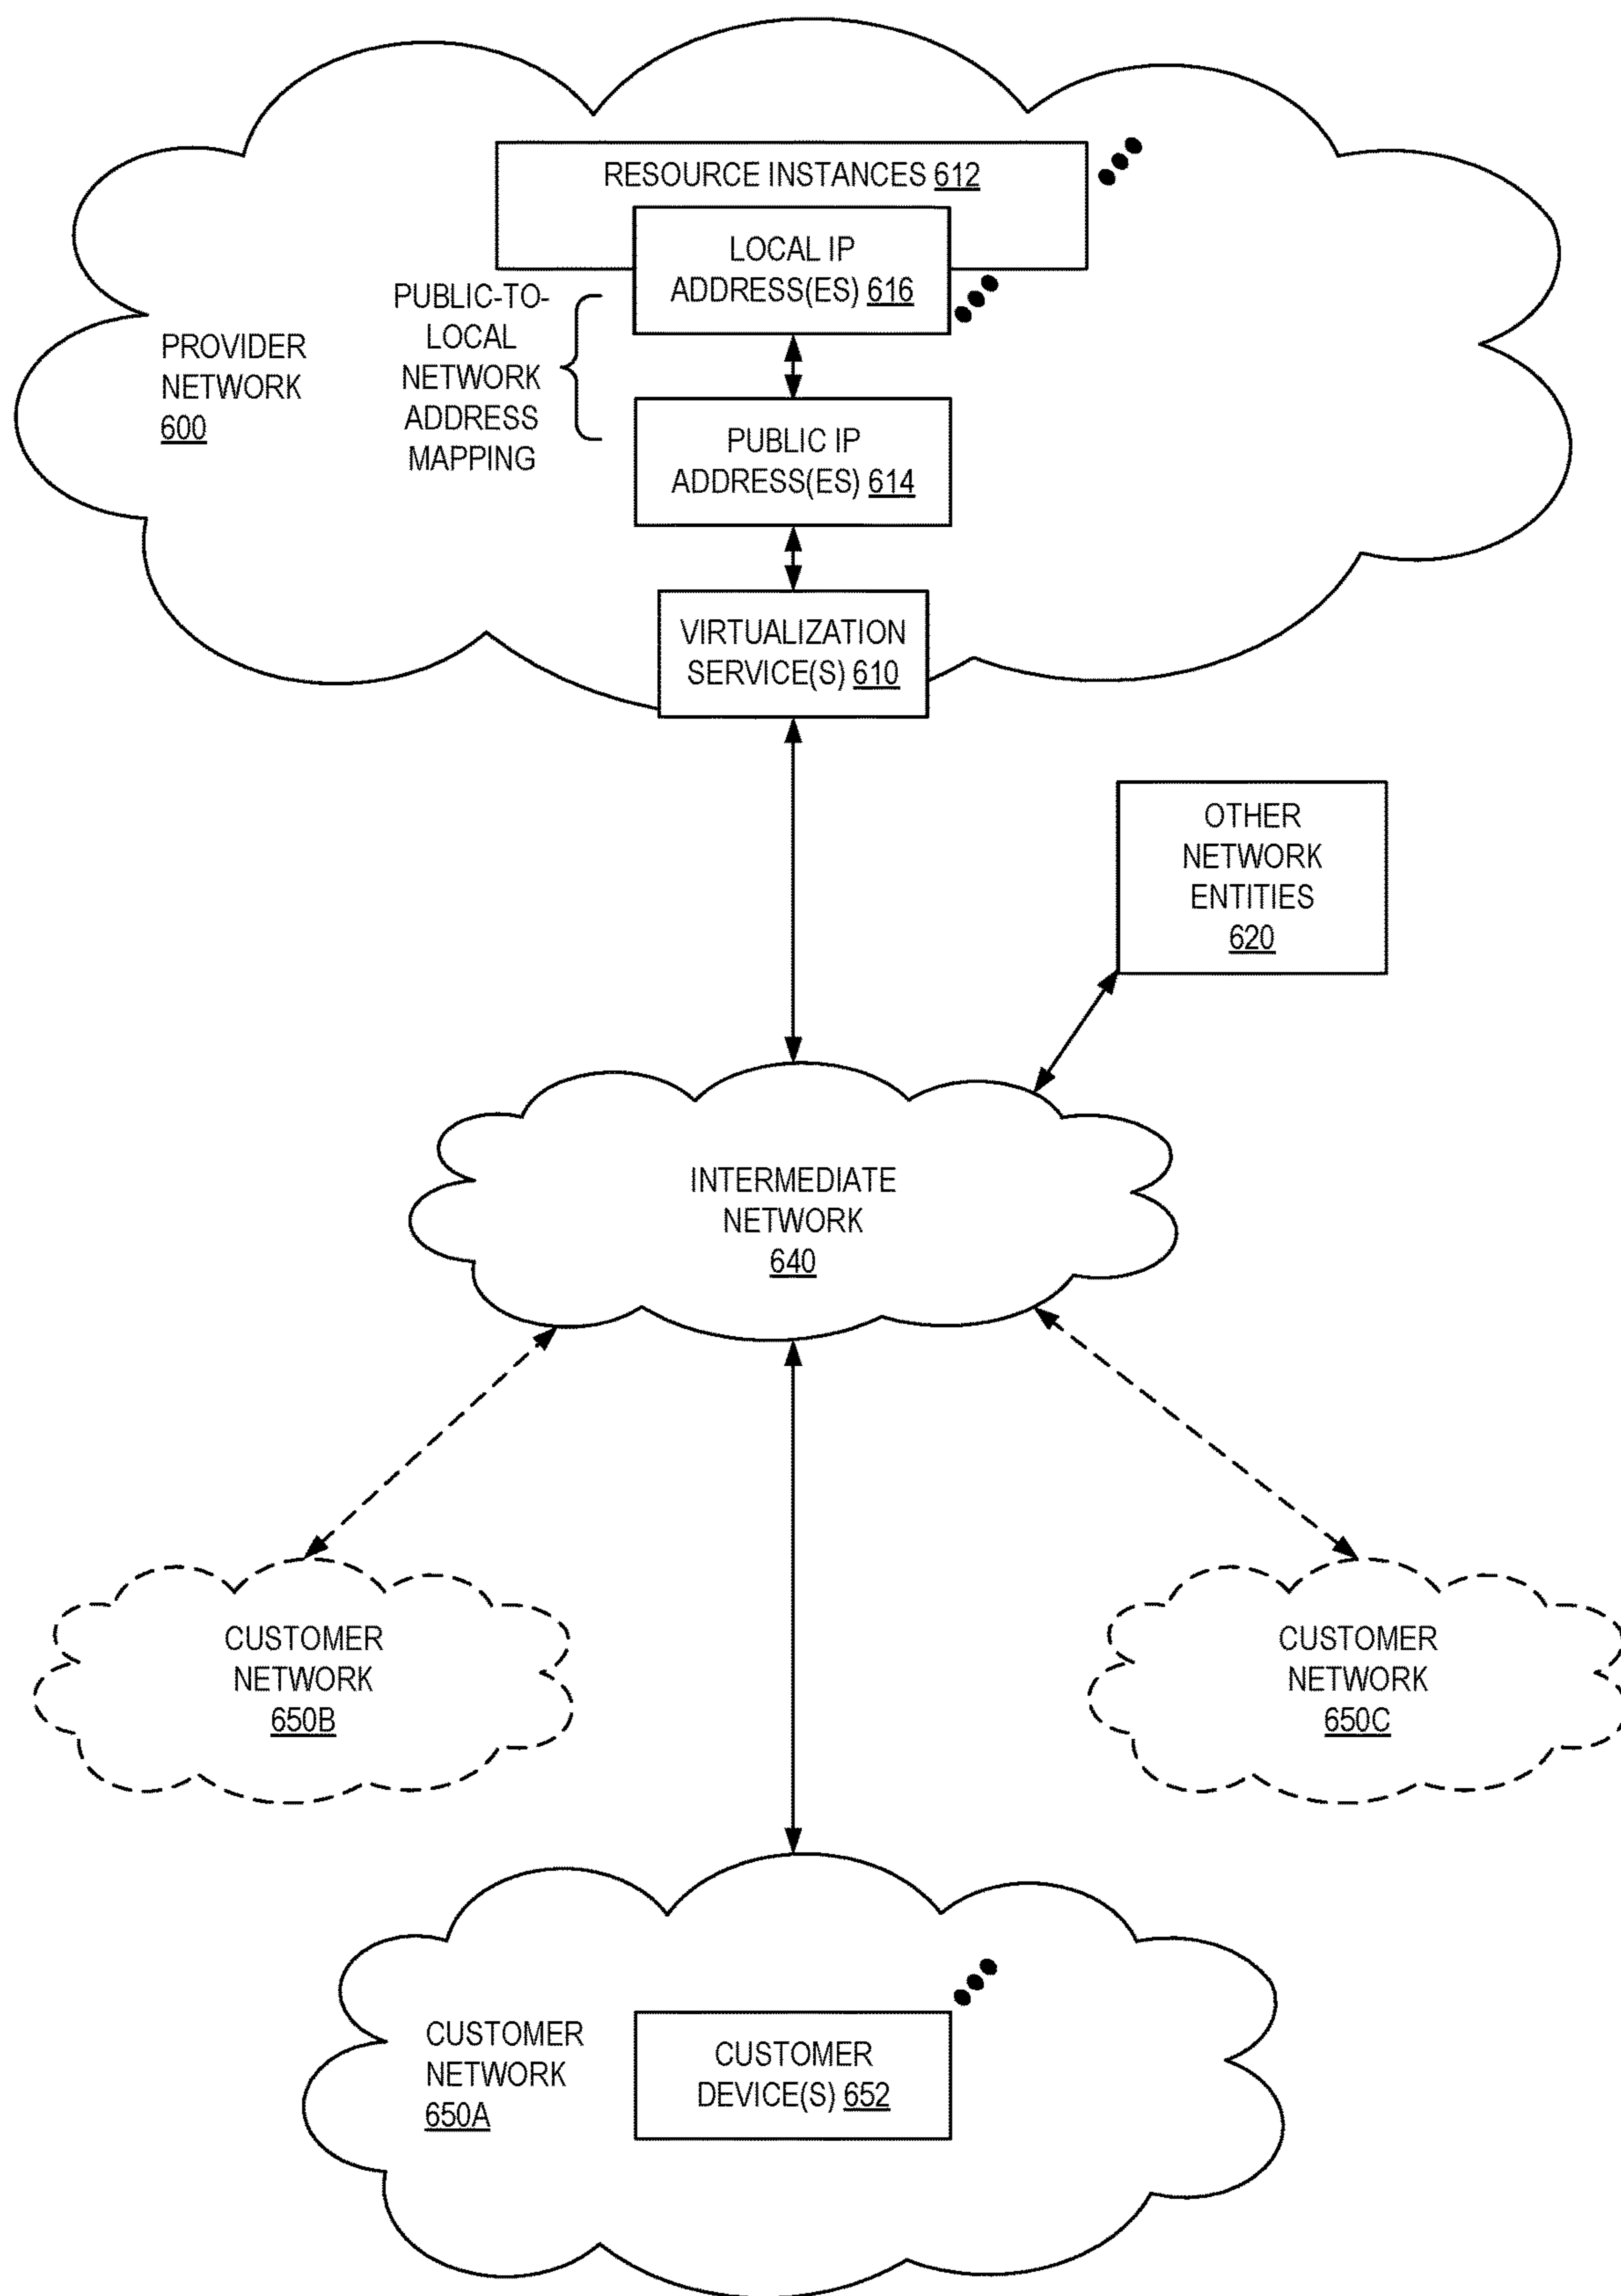 RESOURCE INSTANCES 612
LOCAL IP
ADDRESS(ES) 616
PUBLIC-TO-
LOCAL
NETWORK
ADDRESS
MAPPING
PROVIDER
NETWORK
600
PUBLIC IP
ADDRESS(ES) 614
VIRTUALIZATION
SERVICE(S) 610
OTHER
NETWORK
ENTITIES
620
INTERMEDIATE
NETWORK
640
CUSTOMER
NETWORK
650B
CUSTOMER
NETWORK
650C
CUSTOMER
NETWORK
650A
CUSTOMER
DEVICE(S) 652